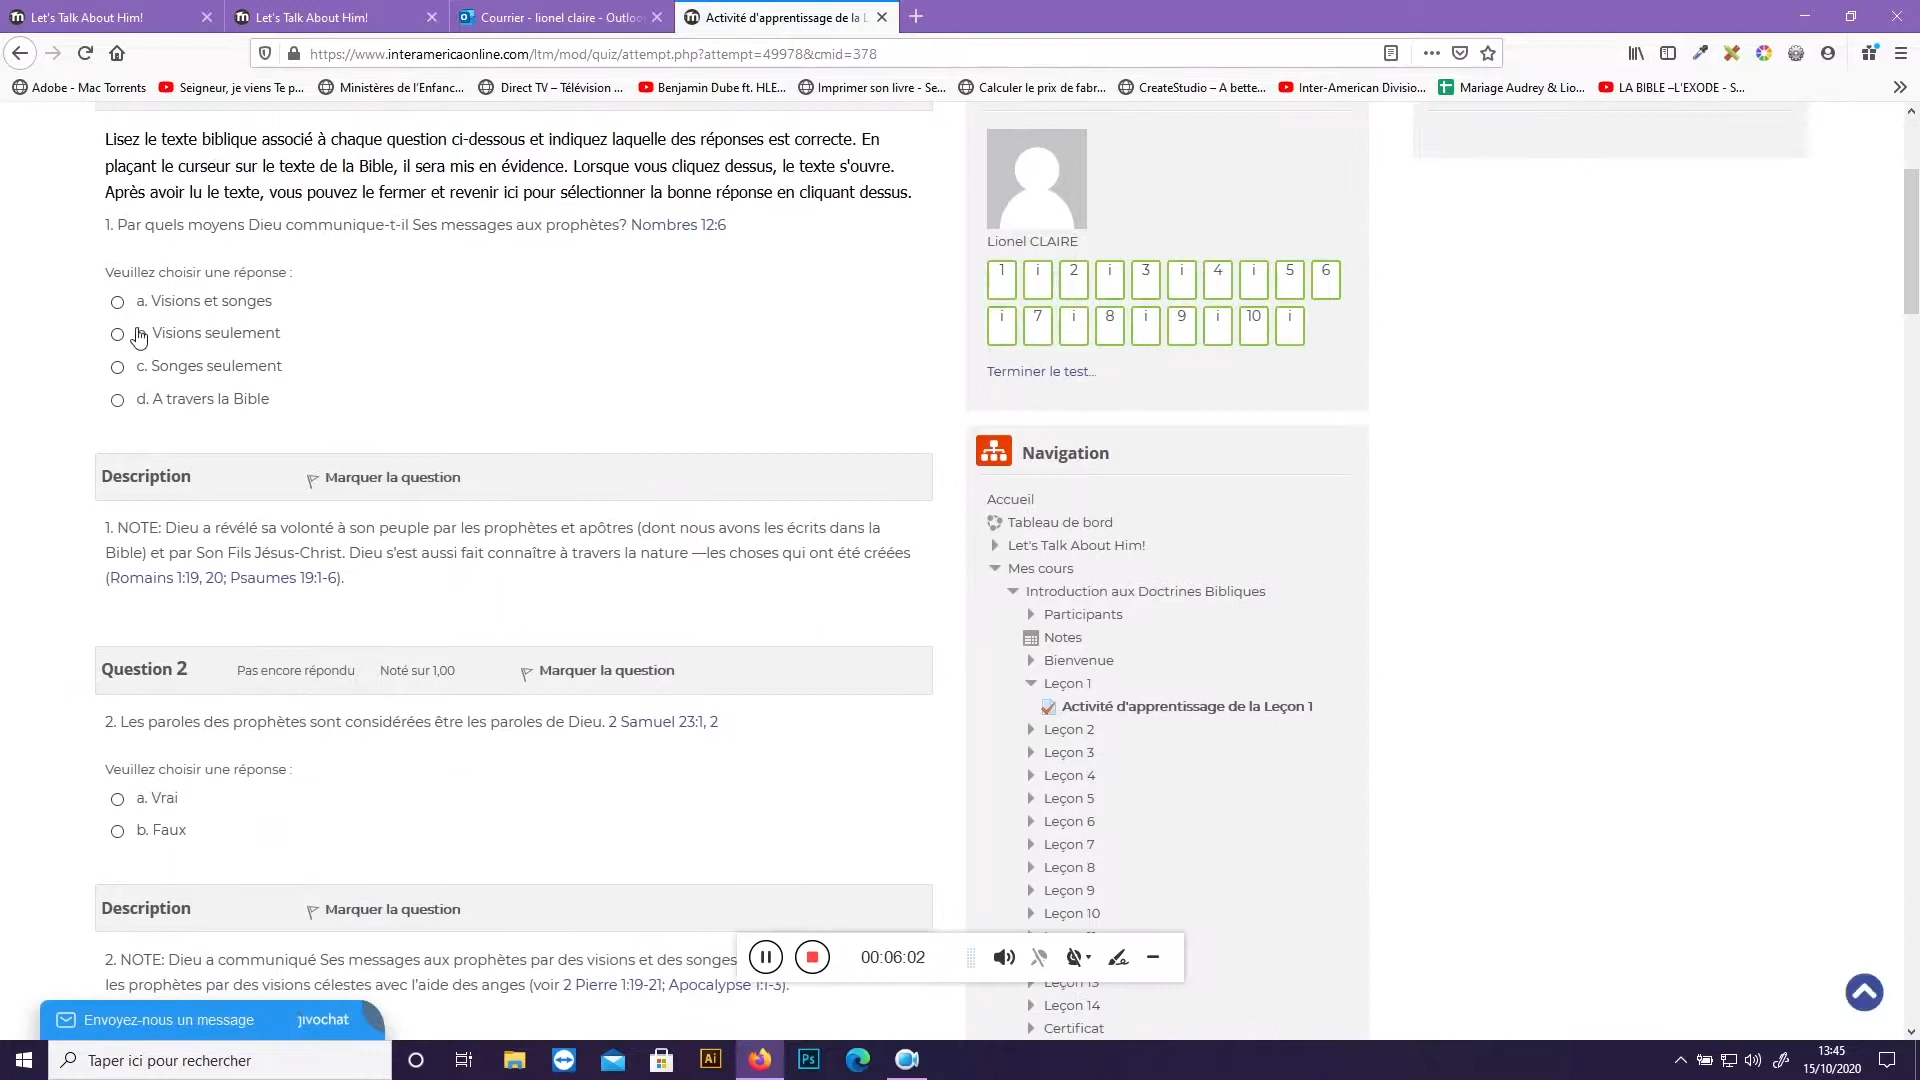 Let's Talk About Him!
Let's Talk About Him!
Courrier - lionel claire - Outloo
Activité d'apprentissage de la L
https://www.interamericaonline.com/ltm/mod/quiz/attempt.php?attempt=49978&cmid=378
Adobe - Mac Torrents
Seigneur, je viens Te p...
Ministères de l'Enfanc...
Direct TV – Télévision ...
Benjamin Dube ft. HLE...
Imprimer son livre - Se...
Calculer le prix de fabr...
CreateStudio – A bette...
Inter-American Divisio...
Mariage Audrey & Lio...
LA BIBLE –L'EXODE - S...
Lisez le texte biblique associé à chaque question ci-dessous et indiquez laquelle des réponses est correcte. En
plaçant le curseur sur le texte de la Bible, il sera mis en évidence. Lorsque vous cliquez dessus, le texte s'ouvre.
Après avoir lu le texte, vous pouvez le fermer et revenir ici pour sélectionner la bonne réponse en cliquant dessus.
1. Par quels moyens Dieu communique-t-il Ses messages aux prophètes? Nombres 12:6
Veuillez choisir une réponse :
a. Visions et songes
Visions seulement
c. Songes seulement
d. A travers la Bible
Description
Marquer la question
1. NOTE: Dieu a révélé sa volonté à son peuple par les prophètes et apôtres (dont nous avons les écrits dans la
Bible) et par Son Fils Jésus-Christ. Dieu s'est aussi fait connaître à travers la nature —les choses qui ont été créées
(Romains 1:19, 20; Psaumes 19:1-6).
Question 2
Pas encore répondu
Noté sur 1,00
Marquer la question
2. Les paroles des prophètes sont considérées être les paroles de Dieu. 2 Samuel 23:1, 2
Veuillez choisir une réponse :
a. Vrai
b. Faux
Description
Marquer la question
2. NOTE: Dieu a communiqué Ses messages aux prophètes par des visions et des songes
les prophètes par des visions célestes avec l'aide des anges (voir 2 Pierre 1:19-21; Apocalypse 1:1-3).
Lionel CLAIRE
1 i 2 i 3 i 4 i 5 6
i 7 i 8 i 9 i 10 i
Terminer le test...
Navigation
Accueil
Tableau de bord
Let's Talk About Him!
Mes cours
Introduction aux Doctrines Bibliques
Participants
Notes
Bienvenue
Leçon 1
Activité d'apprentissage de la Leçon 1
Leçon 2
Leçon 3
Leçon 4
Leçon 5
Leçon 6
Leçon 7
Leçon 8
Leçon 9
Leçon 10
Leçon 13
Leçon 14
Certificat
00:06:02
Envoyez-nous un message
jivochat
Taper ici pour rechercher
Ai
Ps
13:45
15/10/2020